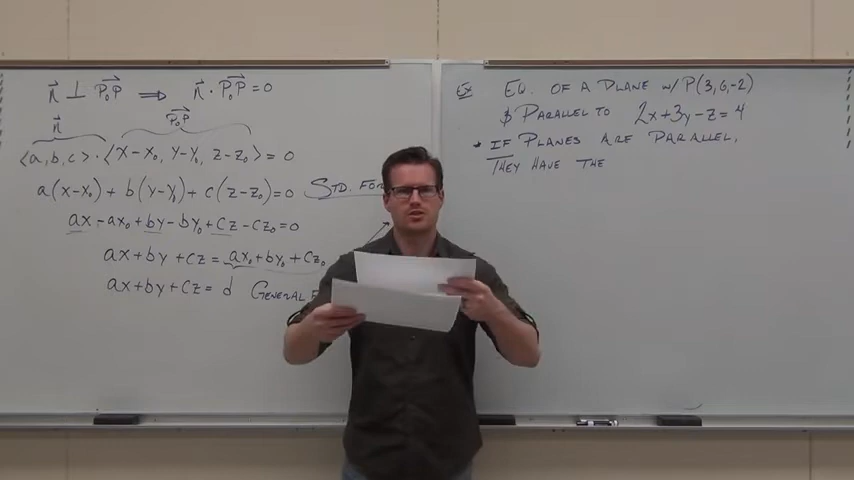 n ⊥ P₀P ⟹ n · P₀P = 0
n P₀P
<a, b, c> · <x-x₀, y-y₀, z-z₀> = 0
a(x-x₀) + b(y-y₀) + c(z-z₀) = 0 STD. FOR
ax - ax₀ + by - by₀ + cz - cz₀ = 0
ax + by + cz = ax₀ + by₀ + cz₀
ax + by + cz = d GENERAL F
Ex EQ. OF A PLANE w/ P(3,6,-2)
$ PARALLEL TO 2x+3y-z=4
• IF PLANES ARE PARALLEL,
THEY HAVE THE